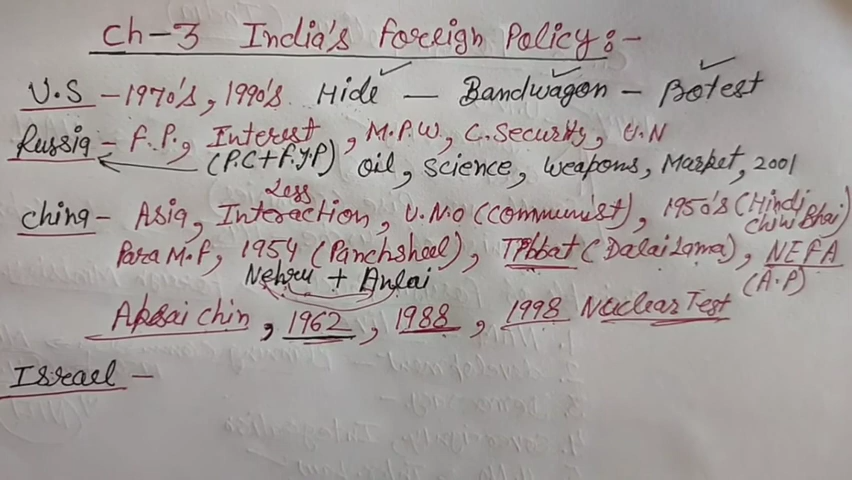 Ch-3 India's Foreign Policy:-
U.S - 1970's, 1990's Hide - Bandwagon - Protest
Russia - F.P., Interest, M.P.W., C.Security, U.N
(P.C + F.Y.P) Oil, Science, Weapons, Market, 2001
Less
China - Asia, Interaction, U.N.O (Communist), 1950's (Hindi Chini Bhai)
Para M.F, 1954 (Panchsheel), Tibbat (Dalai Lama), NEFA
Nehru + Enlai (A.P)
Aksai Chin, 1962, 1988, 1998 Nuclear Test
Israel -